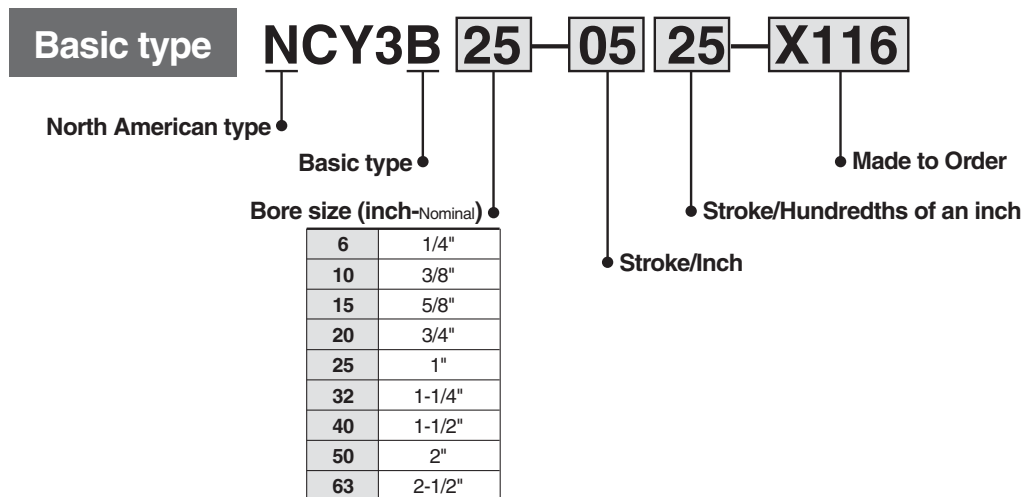 Basic type NCY3B 25-05 25-X116
North American type
Basic type
Made to Order
Bore size (inch-Nominal)
Stroke/Hundredths of an inch
Stroke/Inch
6 1/4"
10 3/8"
15 5/8"
20 3/4"
25 1"
32 1-1/4"
40 1-1/2"
50 2"
63 2-1/2"